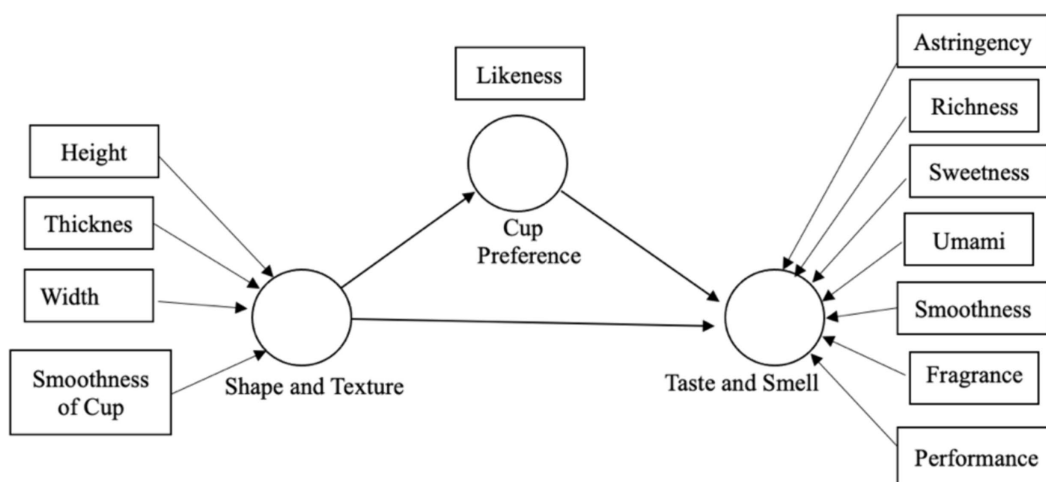 Likeness
Height
Thicknes
Width
Smoothness
of Cup
Shape and Texture
Cup
Preference
Taste and Smell
Astringency
Richness
Sweetness
Umami
Smoothness
Fragrance
Performance